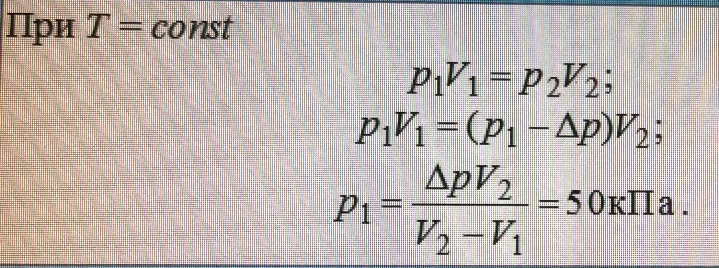 При T = const
p₁V₁ = p₂V₂;
p₁V₁ = (p₁ − Δp)V₂;
p₁ = ΔpV₂ / (V₂ − V₁) = 50кПа.